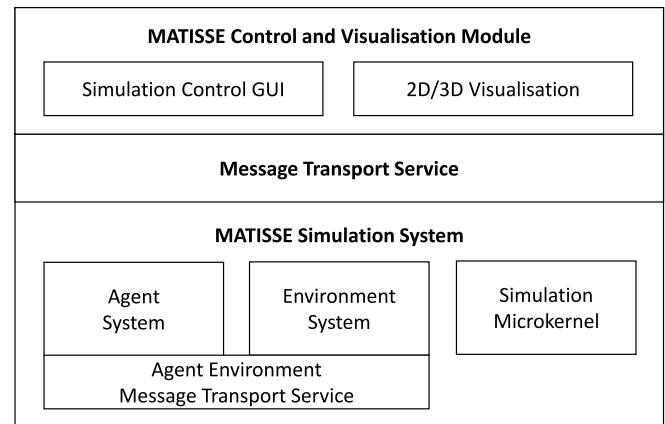 MATISSE Control and Visualisation Module
Simulation Control GUI
2D/3D Visualisation
Message Transport Service
MATISSE Simulation System
Agent
System
Environment
System
Simulation
Microkernel
Agent Environment
Message Transport Service